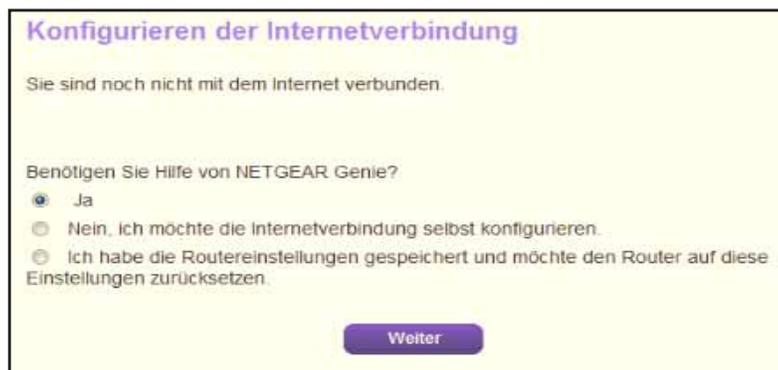 Konfigurieren der Internetverbindung
Sie sind noch nicht mit dem Internet verbunden.
Benötigen Sie Hilfe von NETGEAR Genie?
Ja
Nein, ich möchte die Internetverbindung selbst konfigurieren.
Ich habe die Routereinstellungen gespeichert und möchte den Router auf diese
Einstellungen zurücksetzen.
Weiter